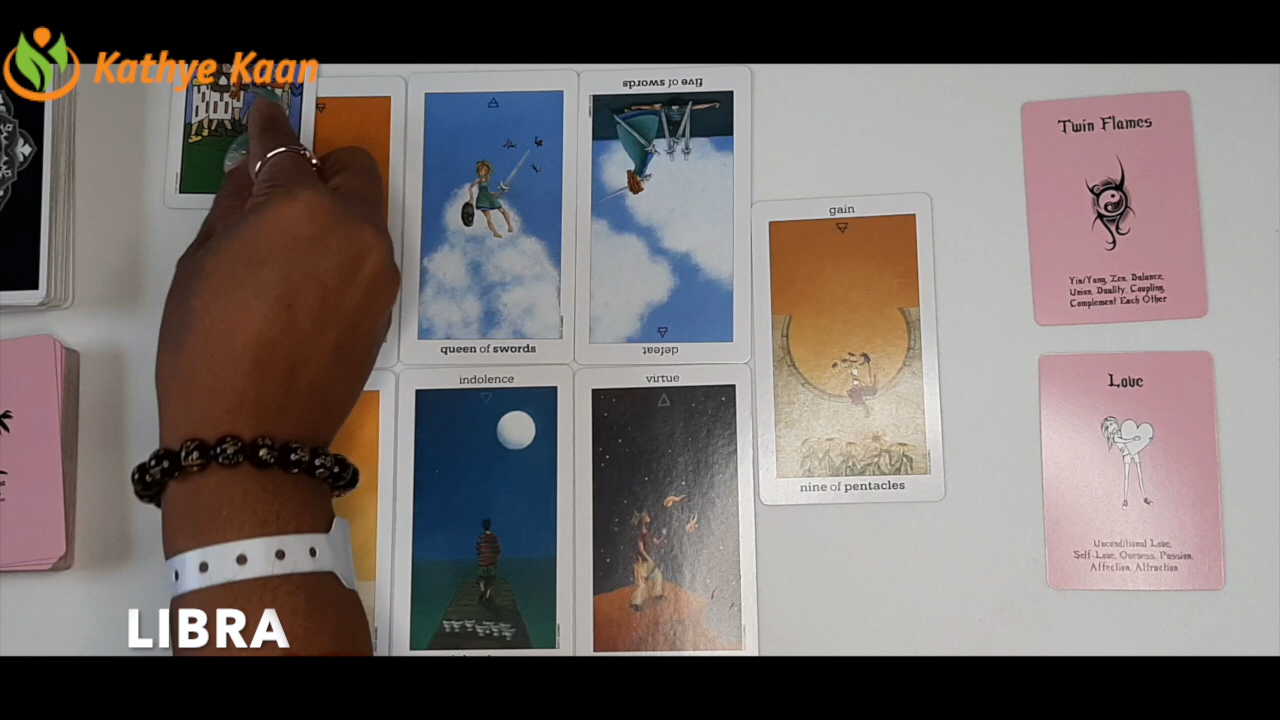 Kathye Kaan
five of swords
Twin Flames
gain
Yin/Yang, Zen, Balance,
Union, Duality, Coupling,
Complement Each Other
queen of swords
defeat
indolence
virtue
Love
nine of pentacles
Unconditional Love,
Self-Love, Oneness, Passion,
Affection, Attraction
LIBRA